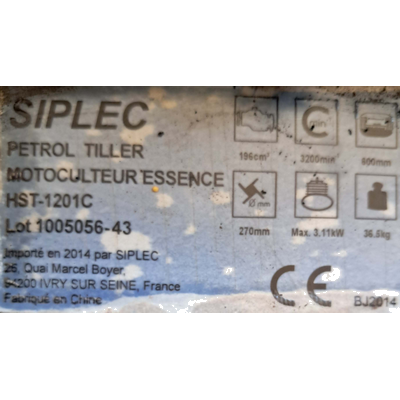 SIPLEC
PETROL TILLER
MOTOCULTEUR ESSENCE
HST-1201C
Lot 1005056-43
Importé en 2014 par SIPLEC
26, Quai Marcel Boyer,
94200 IVRY SUR SEINE, France
Fabriqué en Chine
196cm³
3200min
600mm
270mm
Max. 3.11kW
36.5kg
CE
BJ2014